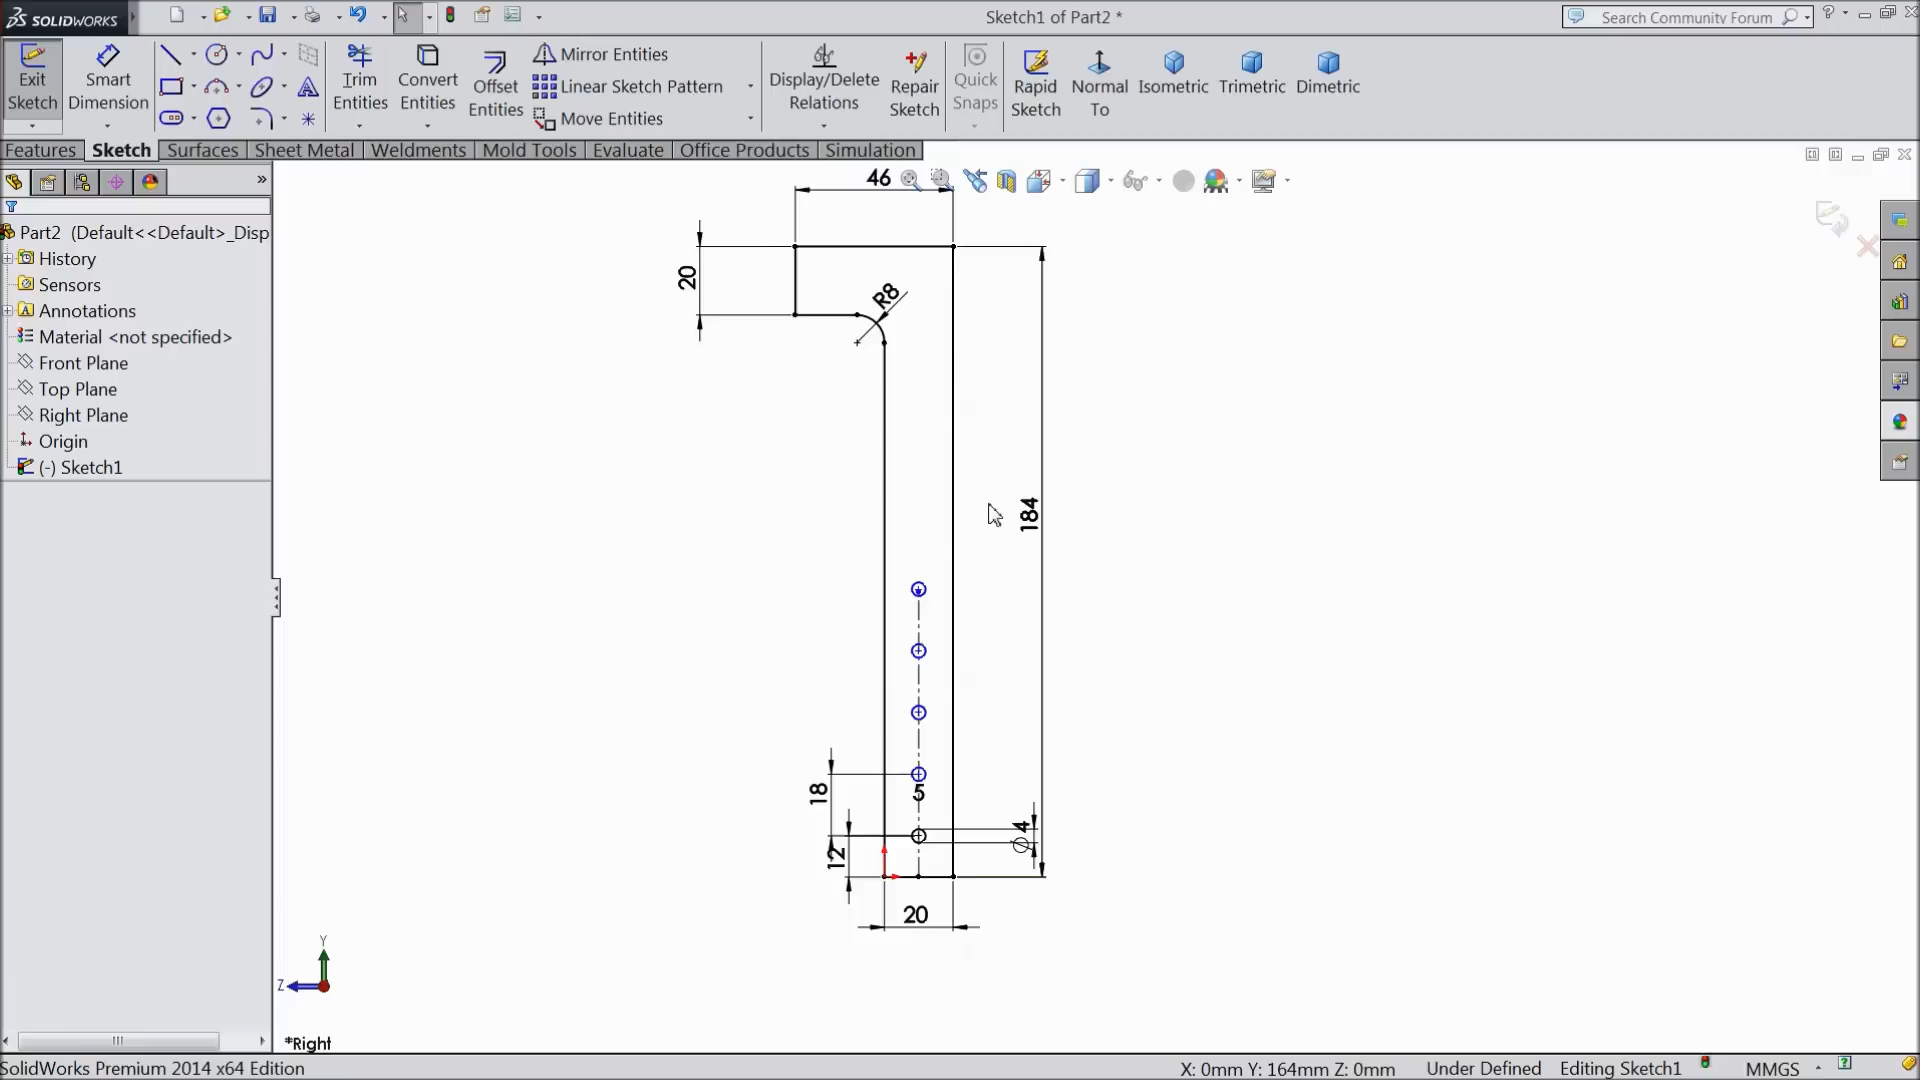 SOLIDWORKS
Sketch1 of Part2 *
Search Community Forum
?
Exit Sketch
Smart Dimension
Trim Entities
Convert Entities
Offset Entities
Mirror Entities
Linear Sketch Pattern
Move Entities
Display/Delete Relations
Repair Sketch
Quick Snaps
Rapid Sketch
Normal To
Isometric
Trimetric
Dimetric
Features
Sketch
Surfaces
Sheet Metal
Weldments
Mold Tools
Evaluate
Office Products
Simulation
»
Part2 (Default<<Default>_Disp
History
Sensors
Annotations
Material <not specified>
Front Plane
Top Plane
Right Plane
Origin
(-) Sketch1
46
20
R8
184
18
5
12
∅4
20
Y
Z
*Right
SolidWorks Premium 2014 x64 Edition
X: 0mm Y: 164mm Z: 0mm
Under Defined
Editing Sketch1
MMGS
?